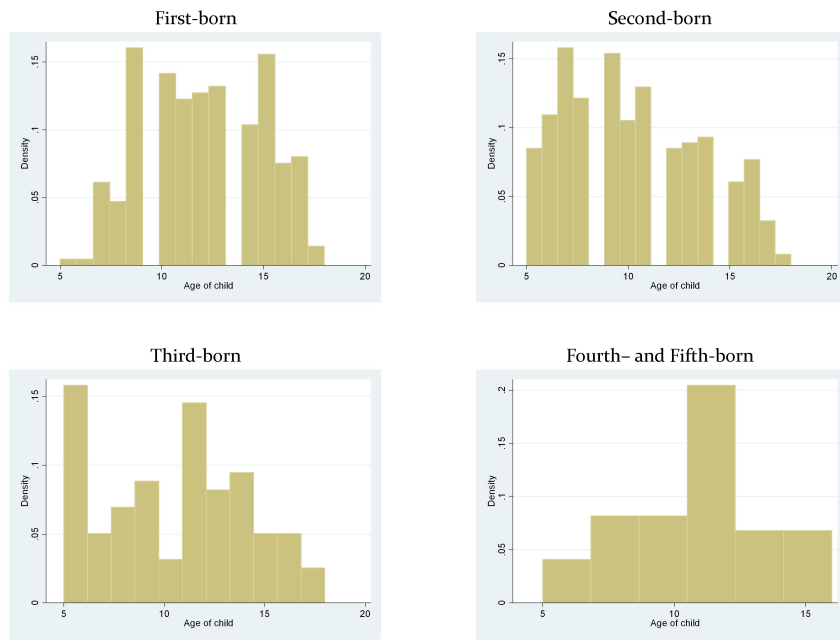 First-born
Second-born
Density
0
.05
.1
.15
5
10
15
20
Age of child
Density
0
.05
.1
.15
5
10
15
20
Age of child
Third-born
Fourth– and Fifth-born
Density
0
.05
.1
.15
5
10
15
20
Age of child
Density
0
.05
.1
.15
.2
5
10
15
Age of child